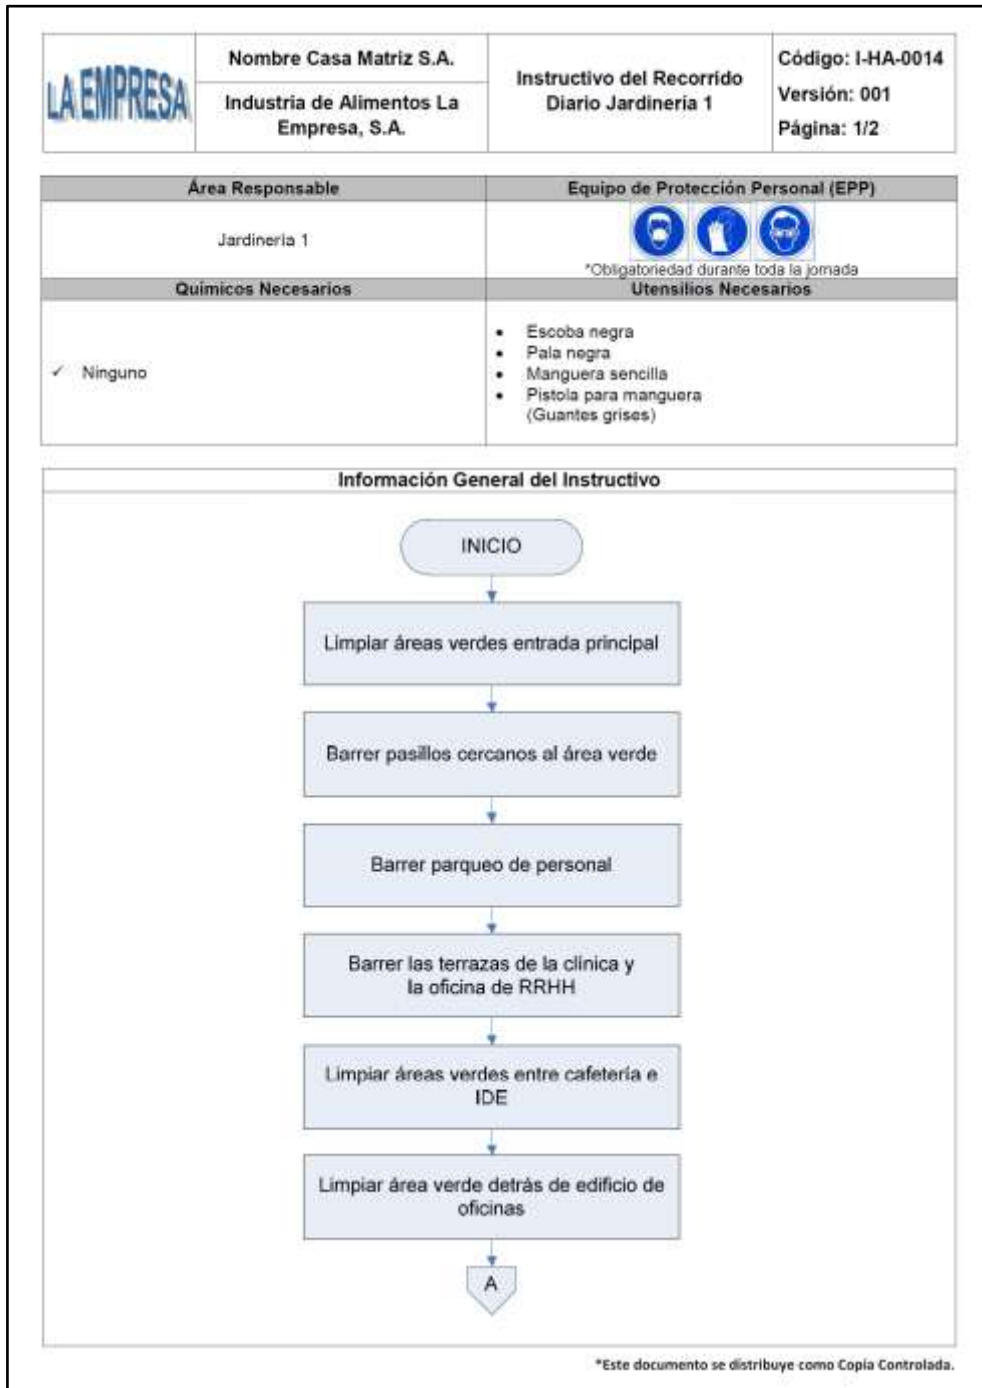 LA EMPRESA
Nombre Casa Matriz S.A.
Industria de Alimentos La
Empresa, S.A.
Instructivo del Recorrido
Diario Jardinería 1
Código: I-HA-0014
Versión: 001
Página: 1/2
Área Responsable
Equipo de Protección Personal (EPP)
Jardinería 1
*Obligatoriedad durante toda la jornada
Químicos Necesarios
Utensilios Necesarios
✓ Ninguno
• Escoba negra
• Pala negra
• Manguera sencilla
• Pistola para manguera
(Guantes grises)
Información General del Instructivo
INICIO
Limpiar áreas verdes entrada principal
Barrer pasillos cercanos al área verde
Barrer parqueo de personal
Barrer las terrazas de la clínica y
la oficina de RRHH
Limpiar áreas verdes entre cafetería e
IDE
Limpiar área verde detrás de edificio de
oficinas
A
*Este documento se distribuye como Copia Controlada.